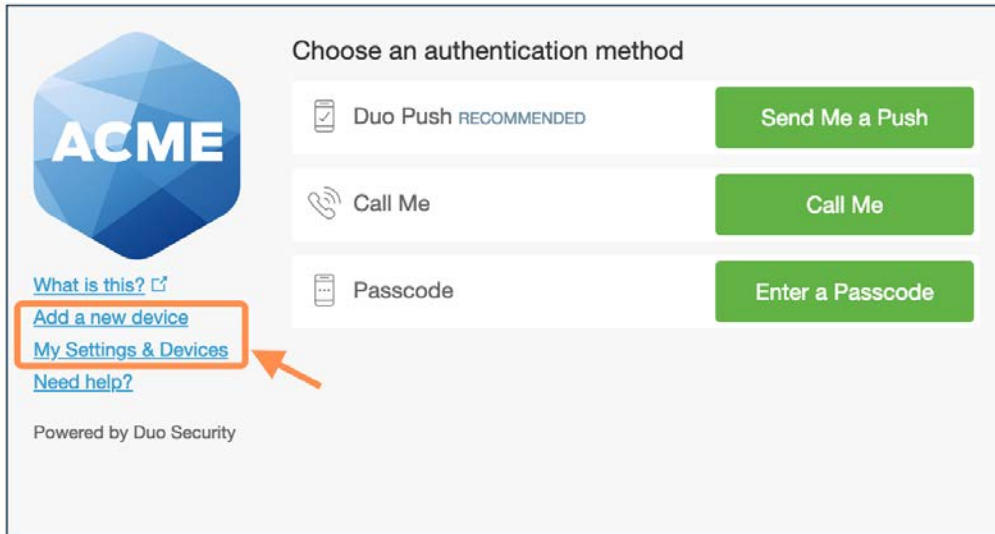 ACME
What is this?
Add a new device
My Settings & Devices
Need help?
Powered by Duo Security
Choose an authentication method
Duo Push RECOMMENDED
Send Me a Push
Call Me
Call Me
Passcode
Enter a Passcode